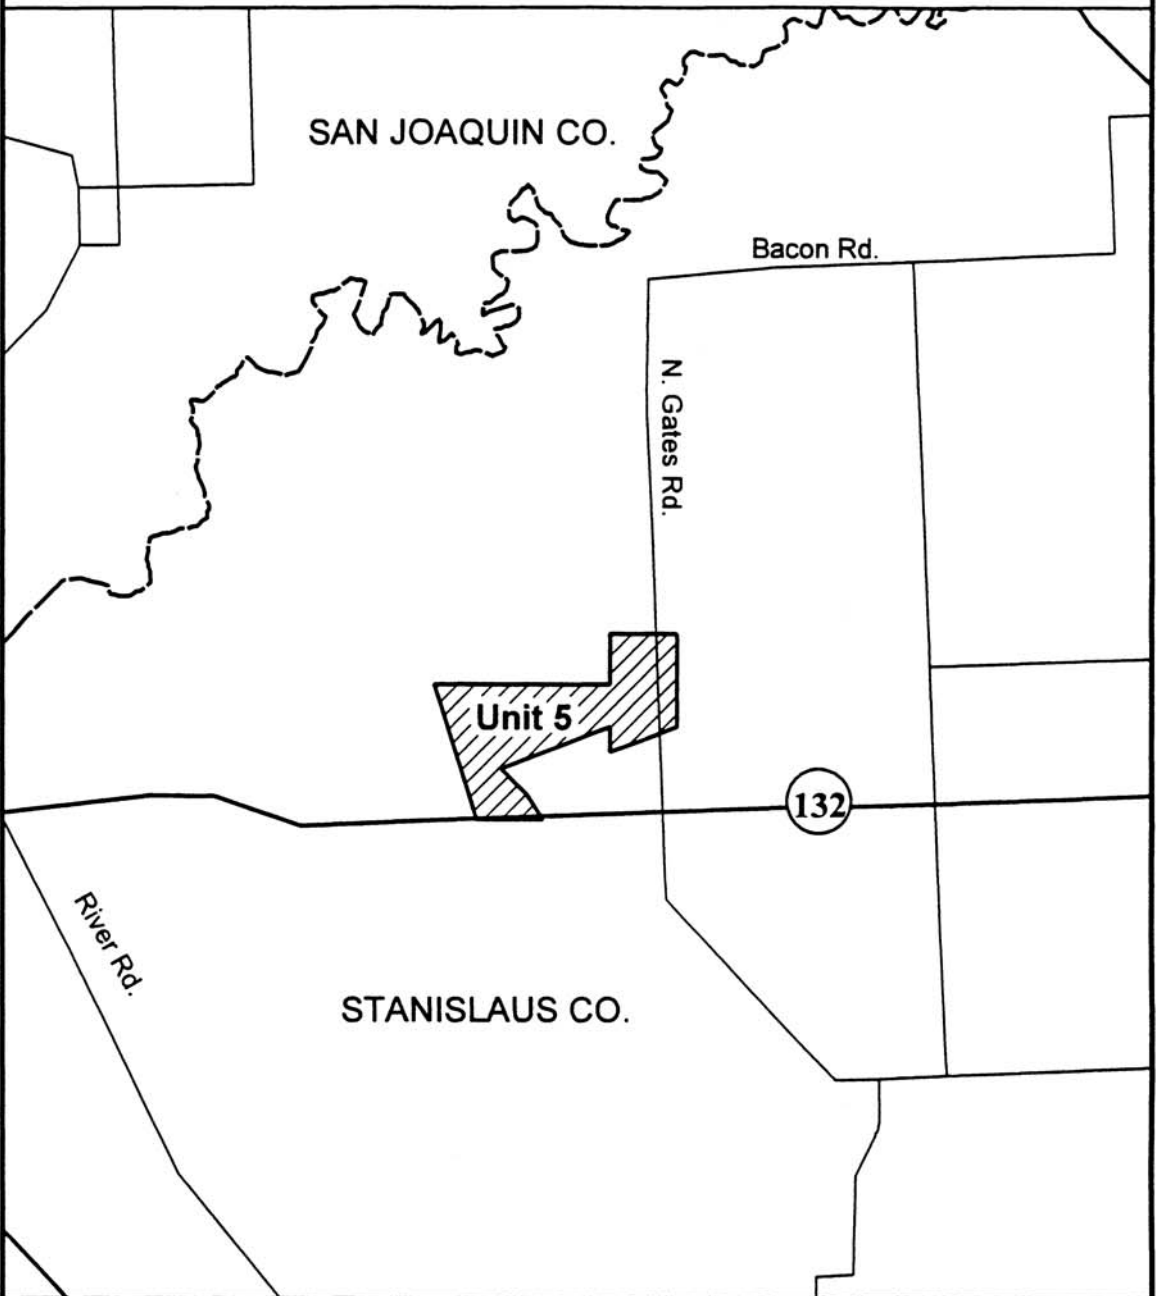 SAN JOAQUIN CO.
Bacon Rd.
N. Gates Rd.
Unit 5
132
River Rd.
STANISLAUS CO.